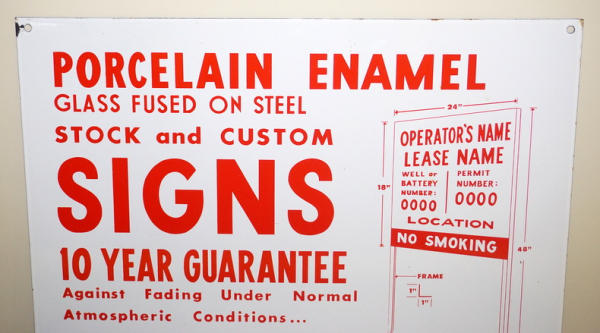 PORCELAIN ENAMEL
GLASS FUSED ON STEEL
STOCK and CUSTOM
SIGNS
10 YEAR GUARANTEE
Against Fading Under Normal
Atmospheric Conditions...
24"
OPERATOR'S NAME
LEASE NAME
WELL or BATTERY NUMBER: 0000
PERMIT NUMBER: 0000
LOCATION
NO SMOKING
18"
48"
FRAME
1"
1"